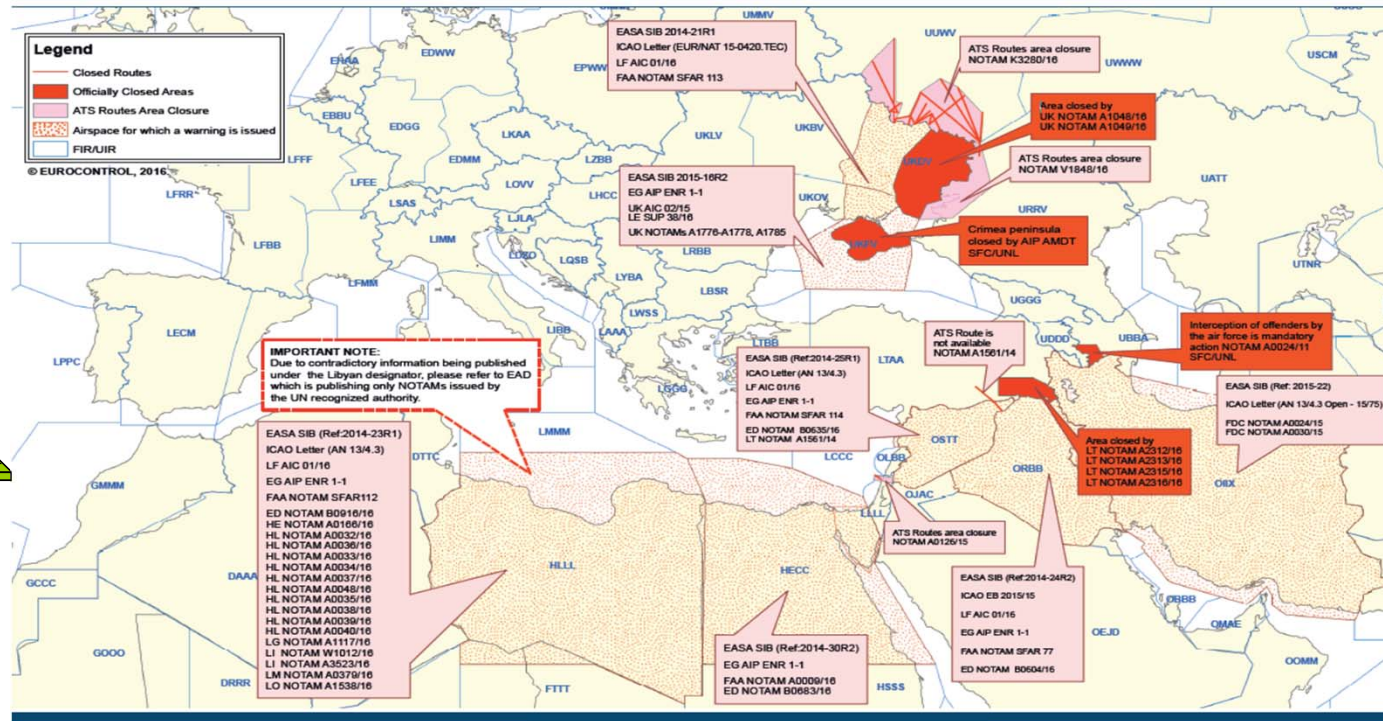 Legend
Closed Routes
Officially Closed Areas
ATS Routes Area Closure
Airspace for which a warning is issued
FIR/UIR
© EUROCONTROL, 2016
EASA SIB 2014-21R1
ICAO Letter (EUR/NAT 15-0420.TEC)
LF AIC 01/16
FAA NOTAM SFAR 113
ATS Routes area closure
NOTAM K3280/16
Area closed by
UK NOTAM A1048/16
UK NOTAM A1049/16
ATS Routes area closure
NOTAM V1848/16
EASA SIB 2015-16R2
EG AIP ENR 1-1
UK AIC 02/15
LE SUP 38/16
UK NOTAMs A1776-A1778, A1785
Crimea peninsula
closed by AIP AMDT
SFC/UNL
ATS Route is
not available
NOTAM A1561/14
Interception of offenders by
the air force is mandatory
action NOTAM A0024/11
SFC/UNL
IMPORTANT NOTE:
Due to contradictory information being published
under the Libyan designator, please refer to EAD
which is publishing only NOTAMs issued by
the UN recognized authority.
EASA SIB (Ref:2014-25R1)
ICAO Letter (AN 13/4.3)
LF AIC 01/16
EG AIP ENR 1-1
FAA NOTAM SFAR 114
ED NOTAM B0635/16
LT NOTAM A1561/14
EASA SIB (Ref: 2015-22)
ICAO Letter (AN 13/4.3 Open - 15/75)
FDC NOTAM A0024/15
FDC NOTAM A0030/15
EASA SIB (Ref:2014-23R1)
ICAO Letter (AN 13/4.3)
LF AIC 01/16
EG AIP ENR 1-1
FAA NOTAM SFAR112
ED NOTAM B0916/16
HE NOTAM A0166/16
HL NOTAM A0032/16
HL NOTAM A0036/16
HL NOTAM A0033/16
HL NOTAM A0034/16
HL NOTAM A0037/16
HL NOTAM A0048/16
HL NOTAM A0035/16
HL NOTAM A0038/16
HL NOTAM A0039/16
HL NOTAM A0040/16
LG NOTAM A1117/16
LI NOTAM W1012/16
LI NOTAM A3523/16
LM NOTAM A0379/16
LO NOTAM A1538/16
Area closed by
LT NOTAM A2312/16
LT NOTAM A2313/16
LT NOTAM A2315/16
LT NOTAM A2316/16
ATS Routes area closure
NOTAM A0126/15
EASA SIB (Ref:2014-24R2)
ICAO EB 2015/15
LF AIC 01/16
EG AIP ENR 1-1
FAA NOTAM SFAR 77
ED NOTAM B0604/16
EASA SIB (Ref:2014-30R2)
EG AIP ENR 1-1
FAA NOTAM A0009/16
ED NOTAM B0683/16
UMMV
UUWV
EDWW
EPWW
UWWW
USCM
EHAA
EBBU
EDGG
LKAA
UKLV
UKBV
UKDV
LFFF
EDMM
LZBB
UATT
LFRR
LFEE
LOVV
LHCC
UKOV
LSAS
LJLA
URRV
LFBB
LIMM
LDZO
LQSB
LRBB
UKFV
UTNR
LFMM
LYBA
LBSR
UGGG
LECM
LIBB
LAAA
LWSS
UDDD
UBBA
LPPC
LTBB
LTAA
LGGG
LMMM
DTTC
OSTT
LCCC
OLBB
ORBB
OIIX
GMMM
LLLL
OJAC
GCCC
DAAA
HLLL
HECC
OBBB
OMAE
OEJD
GOOO
OOMM
DRRR
FTTT
HSSS